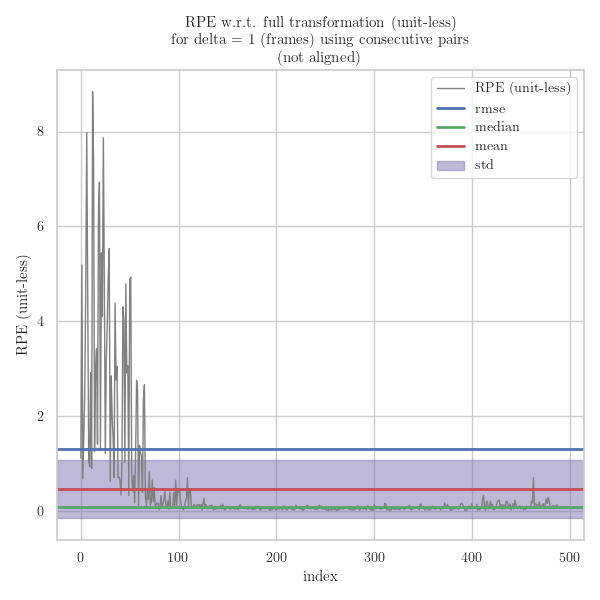 RPE w.r.t. full transformation (unit-less)
for delta = 1 (frames) using consecutive pairs
(not aligned)
RPE (unit-less)
rmse
median
mean
std
RPE (unit-less)
8
6
4
2
0
0
100
200
300
400
500
index